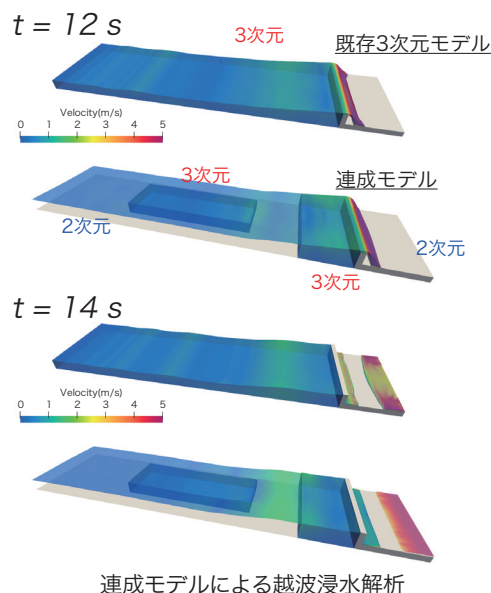 t = 12 s
3次元
既存3次元モデル
Velocity(m/s)
0 1 2 3 4 5
3次元
連成モデル
2次元
2次元
3次元
t = 14 s
Velocity(m/s)
0 1 2 3 4 5
連成モデルによる越波浸水解析